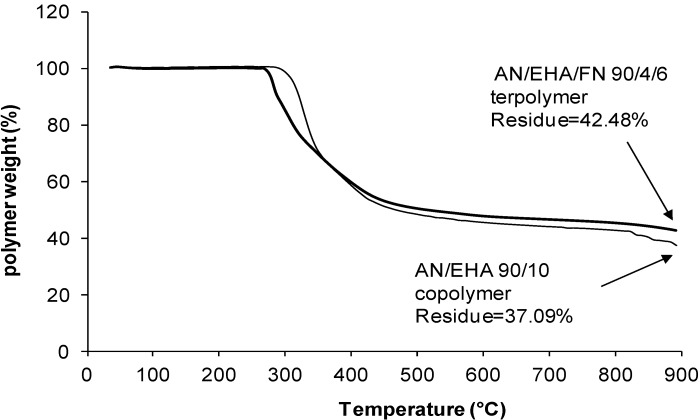 120
100
80
60
40
20
0
polymer weight (%)
AN/EHA/FN 90/4/6
terpolymer
Residue=42.48%
AN/EHA 90/10
copolymer
Residue=37.09%
0 100 200 300 400 500 600 700 800 900
Temperature (°C)